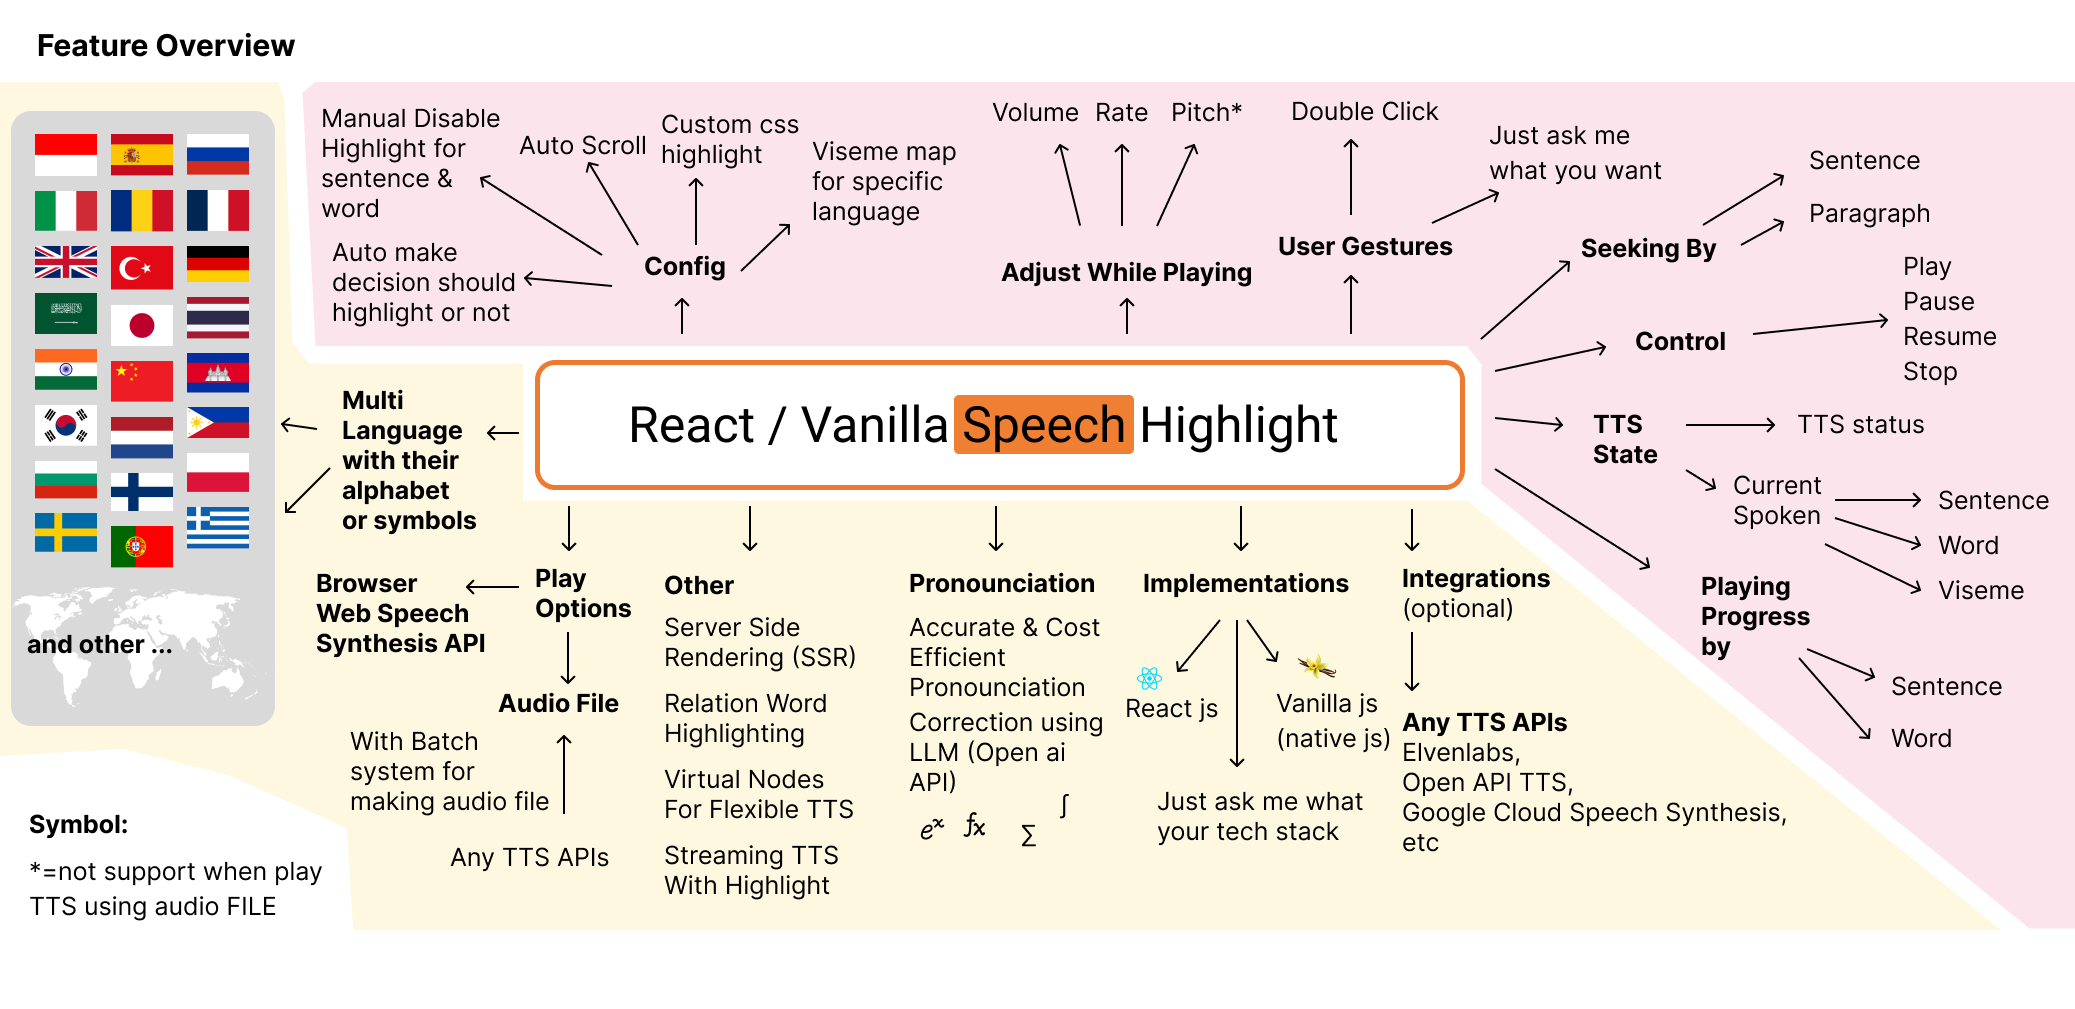 Feature Overview
Manual Disable
Highlight for
sentence &
word
Auto Scroll
Custom css
highlight
Viseme map
for specific
language
Auto make
decision should
highlight or not
Config
Volume
Rate
Pitch*
Adjust While Playing
Double Click
Just ask me
what you want
User Gestures
Seeking By
Sentence
Paragraph
Control
Play
Pause
Resume
Stop
TTS
State
TTS status
Current
Spoken
Sentence
Word
Viseme
Playing
Progress
by
Sentence
Word
React / Vanilla Speech Highlight
Multi
Language
with their
alphabet
or symbols
and other ...
Browser
Web Speech
Synthesis API
Play
Options
Audio File
With Batch
system for
making audio file
Any TTS APIs
Other
Server Side
Rendering (SSR)
Relation Word
Highlighting
Virtual Nodes
For Flexible TTS
Streaming TTS
With Highlight
Pronounciation
Accurate & Cost
Efficient
Pronounciation
Correction using
LLM (Open ai
API)
eˣ fx ∑ ∫
Implementations
React js
Vanilla js
(native js)
Just ask me what
your tech stack
Integrations
(optional)
Any TTS APIs
Elvenlabs,
Open API TTS,
Google Cloud Speech Synthesis,
etc
Symbol:
*=not support when play
TTS using audio FILE